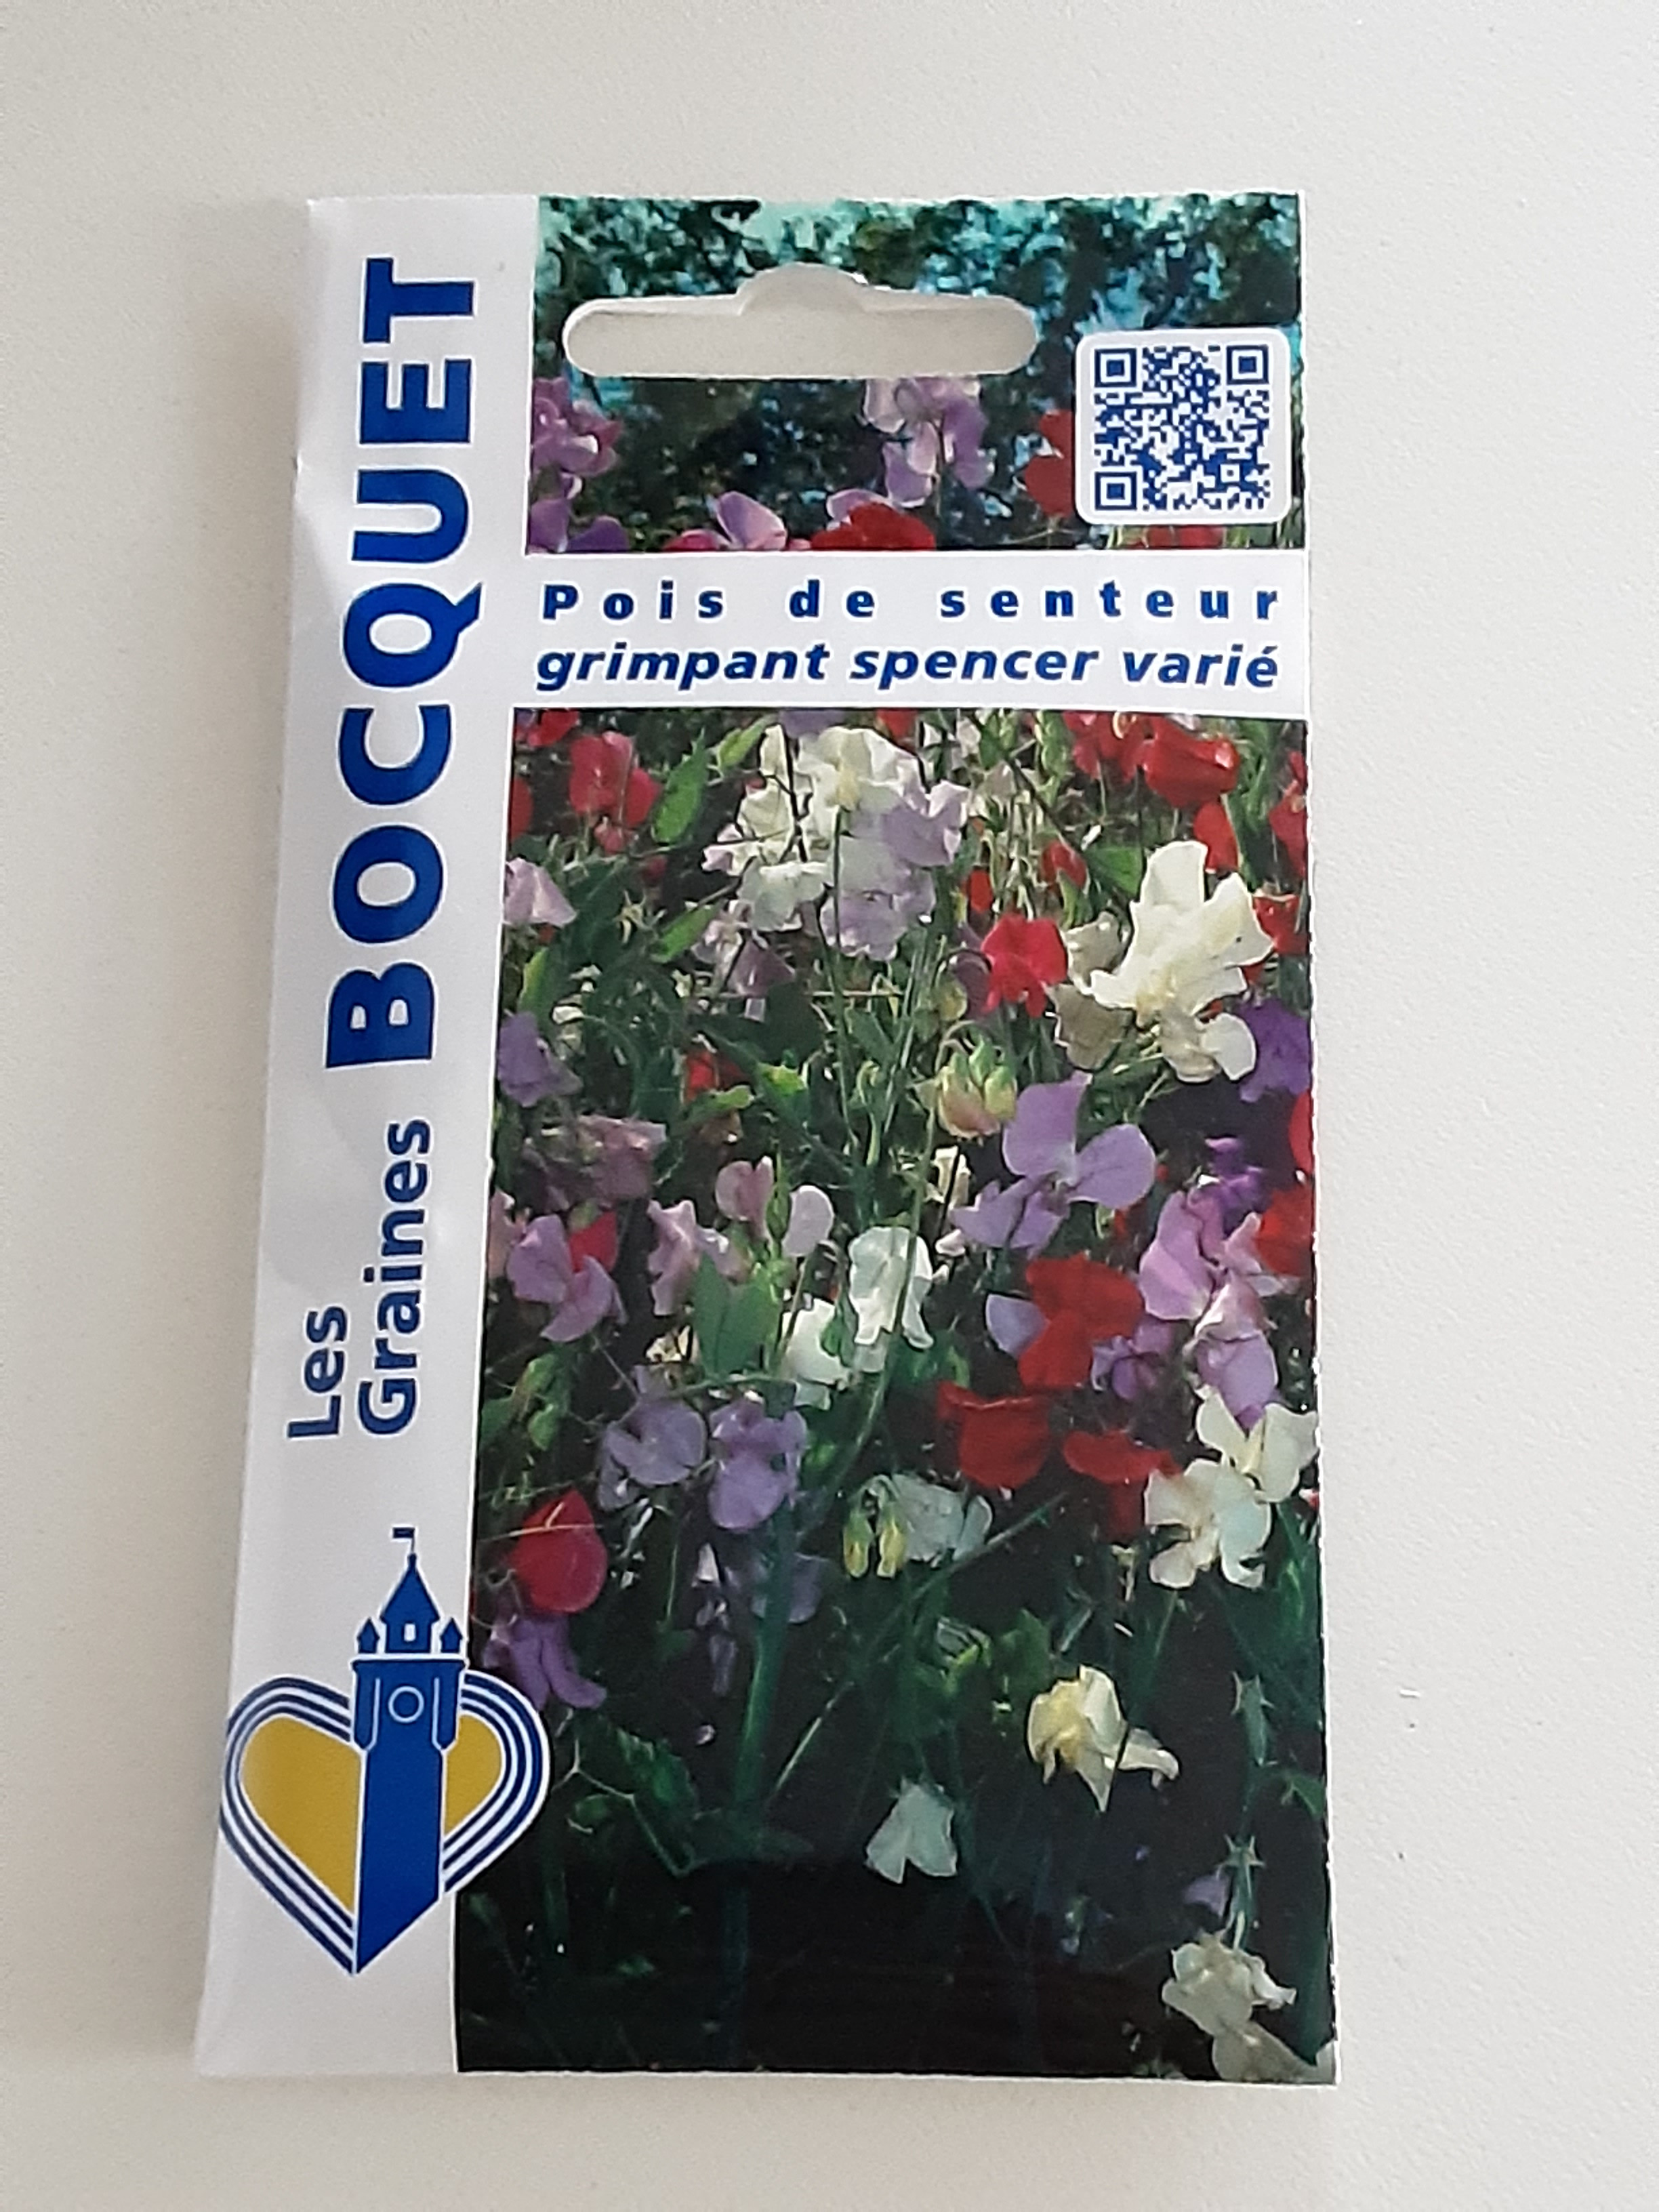 Les
Graines BOCQUET
Pois de senteur
grimpant spencer varié